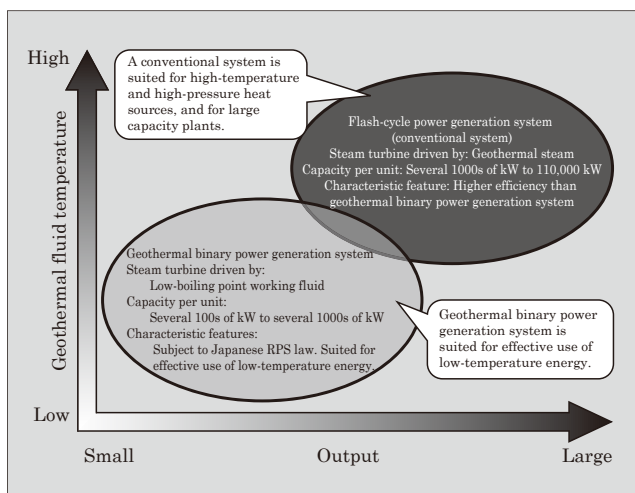 High
A conventional system is
suited for high-temperature
and high-pressure heat
sources, and for large
capacity plants.
Flash-cycle power generation system
(conventional system)
Steam turbine driven by: Geothermal steam
Capacity per unit: Several 1000s of kW to 110,000 kW
Characteristic feature: Higher efficiency than
geothermal binary power generation system
Geothermal fluid temperature
Geothermal binary power generation system
Steam turbine driven by:
Low-boiling point working fluid
Capacity per unit:
Several 100s of kW to several 1000s of kW
Characteristic features:
Subject to Japanese RPS law. Suited for
effective use of low-temperature energy.
Geothermal binary power
generation system is
suited for effective use of
low-temperature energy.
Low
Small
Output
Large